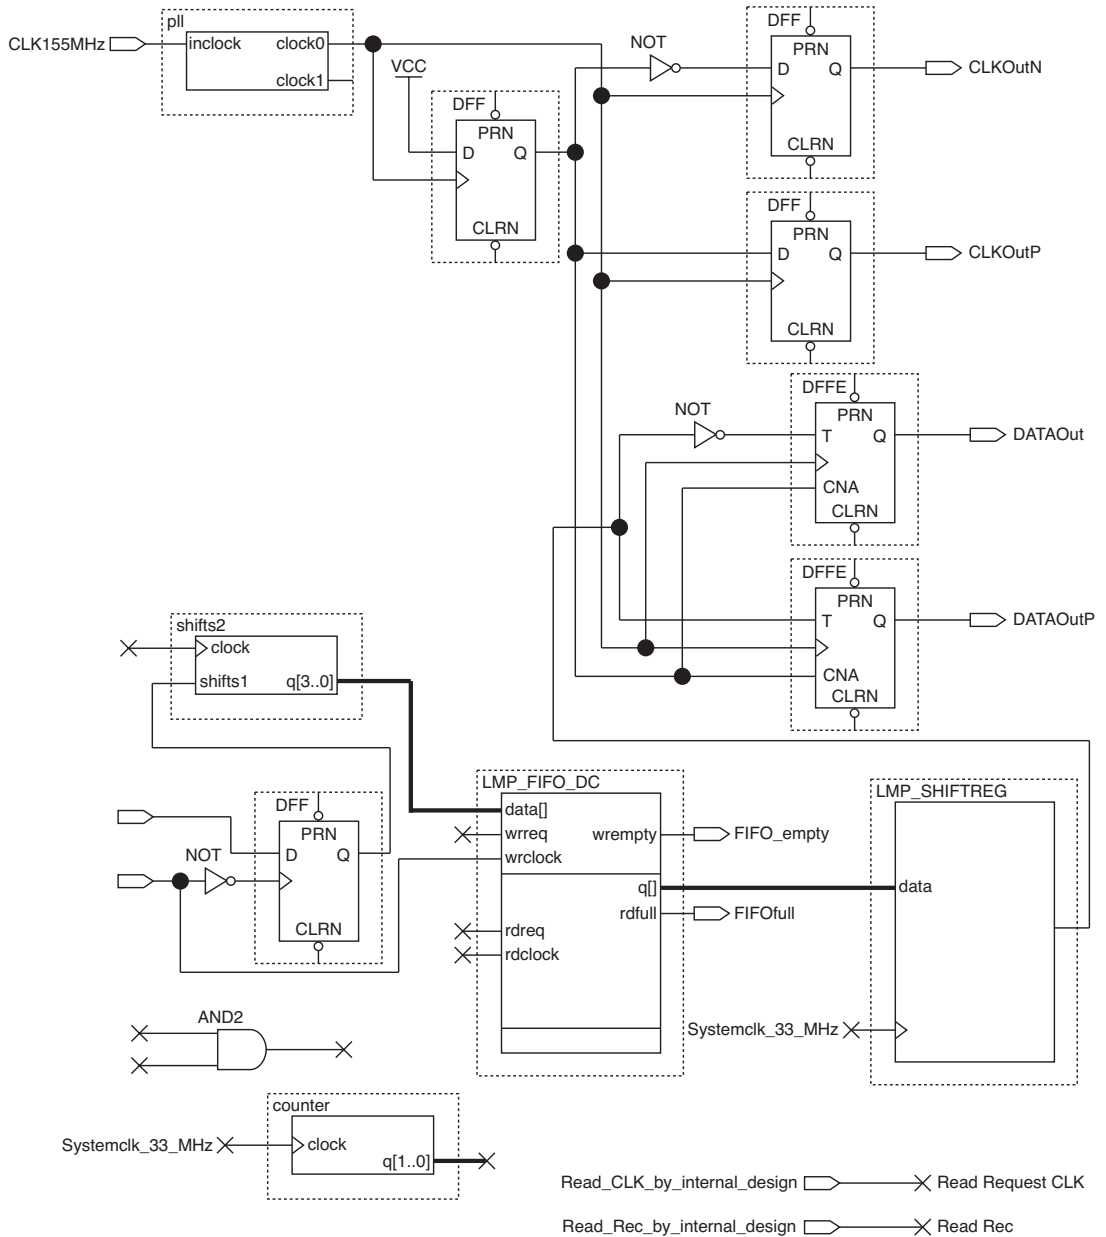 pll
CLK155MHz
inclock
clock0
clock1
VCC
DFF
PRN
D
Q
CLRN
NOT
DFF
PRN
D
Q
CLRN
CLKOutN
DFF
PRN
D
Q
CLRN
CLKOutP
NOT
DFFE
PRN
T
Q
CNA
CLRN
DATAOut
DFFE
PRN
T
Q
CNA
CLRN
DATAOutP
shifts2
clock
shifts1
q[3..0]
DFF
PRN
NOT
D
Q
CLRN
LMP_FIFO_DC
data[]
wrreq
wrempty
wrclock
q[]
rdfull
rdreq
rdclock
FIFO_empty
FIFOfull
LMP_SHIFTREG
data
Systemclk_33_MHz
AND2
counter
Systemclk_33_MHz
clock
q[1..0]
Read_CLK_by_internal_design
Read Request CLK
Read_Rec_by_internal_design
Read Rec